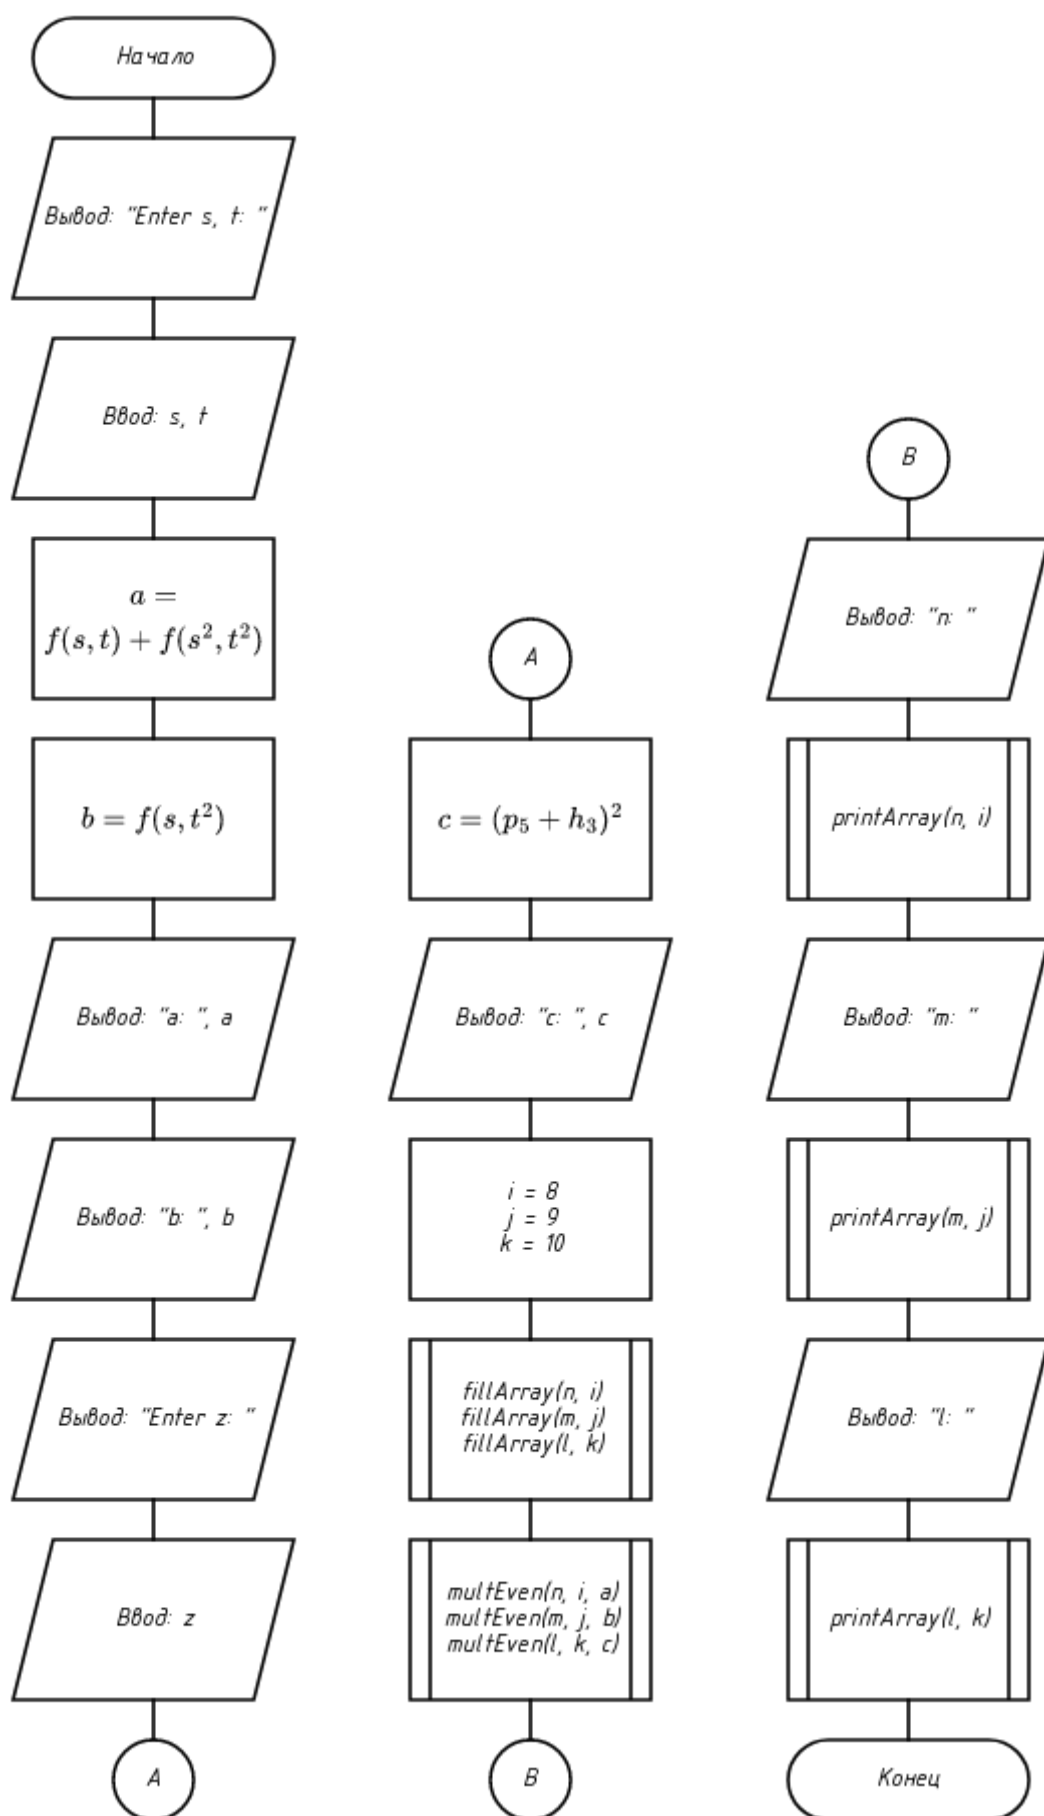 Начало
Вывод: "Enter s, t: "
Ввод: s, t
a =
f(s, t) + f(s², t²)
b = f(s, t²)
Вывод: "a: ", a
Вывод: "b: ", b
Вывод: "Enter z: "
Ввод: z
A
A
c = (p₅ + h₃)²
Вывод: "c: ", c
i = 8
j = 9
k = 10
fillArray(n, i)
fillArray(m, j)
fillArray(l, k)
multEven(n, i, a)
multEven(m, j, b)
multEven(l, k, c)
B
B
Вывод: "n: "
printArray(n, i)
Вывод: "m: "
printArray(m, j)
Вывод: "l: "
printArray(l, k)
Конец